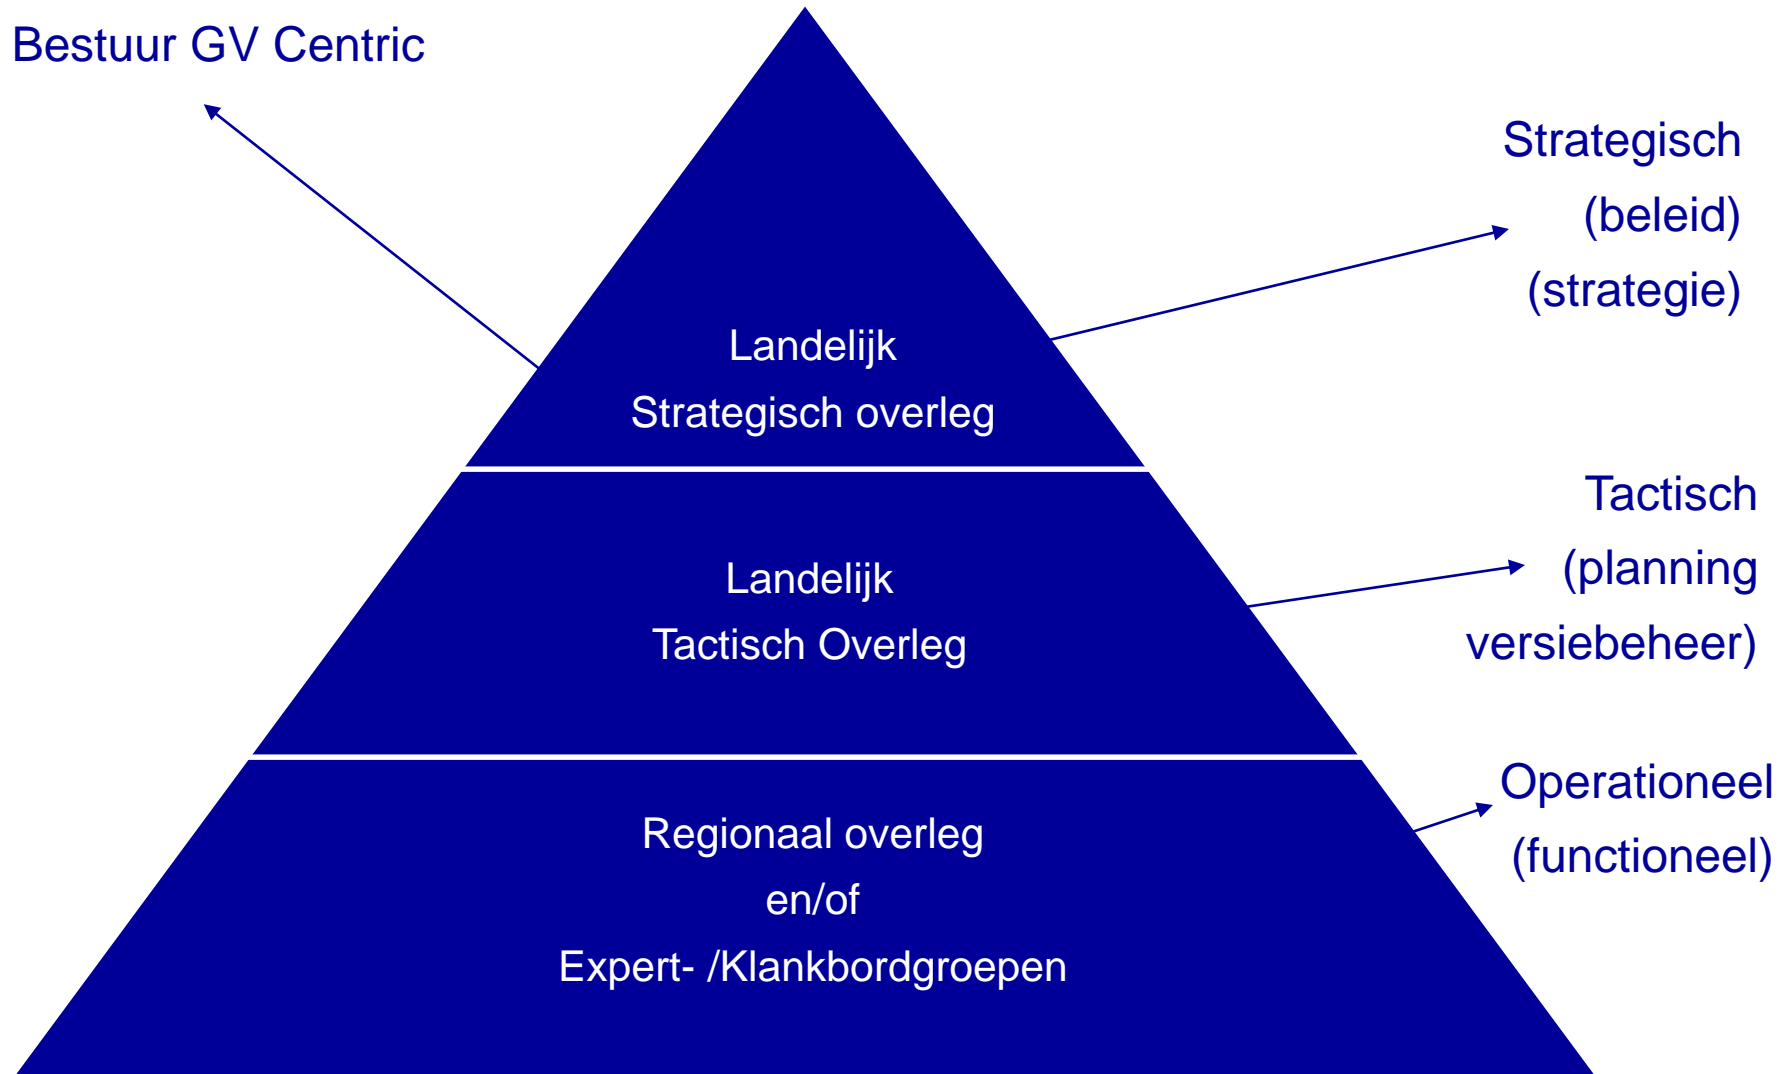 Bestuur GV Centric
Strategisch
(beleid)
(strategie)
Landelijk
Strategisch overleg
Tactisch
(planning
versiebeheer)
Landelijk
Tactisch Overleg
Operationeel
(functioneel)
Regionaal overleg
en/of
Expert- /Klankbordgroepen